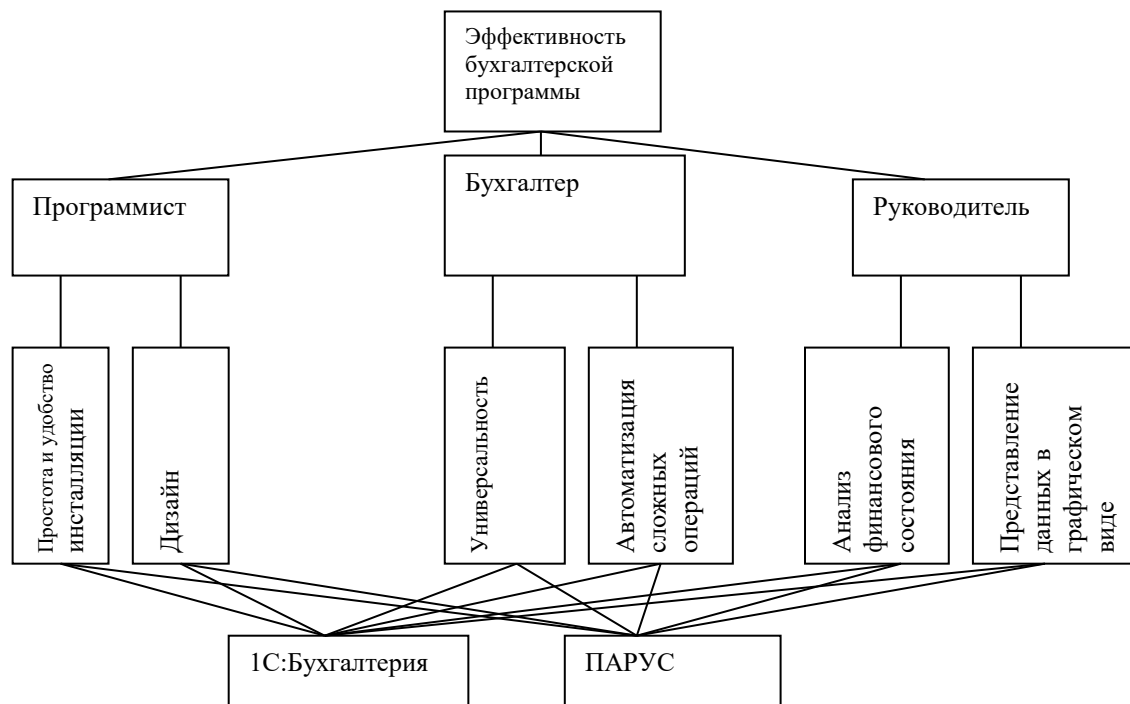 Эффективность
бухгалтерской
программы
Программист
Бухгалтер
Руководитель
Простота и удобство
инсталляции
Дизайн
Универсальность
Автоматизация
сложных
операций
Анализ
финансового
состояния
Представление
данных в
графическом
виде
1С:Бухгалтерия
ПАРУС